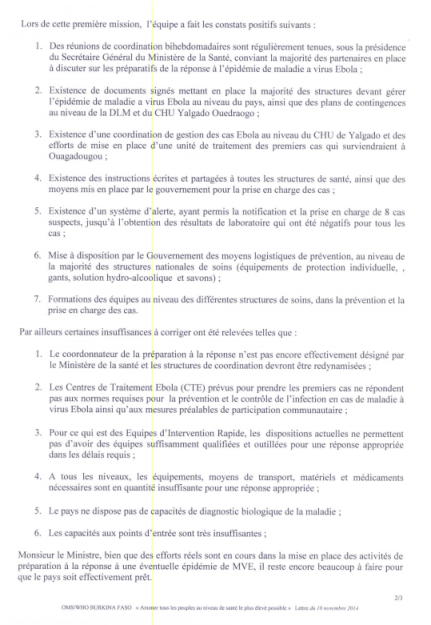 Lors de cette première mission, l'équipe a fait les constats positifs suivants :
1. Des réunions de coordination bihebdomadaires sont régulièrement tenues, sous la présidence
du Secrétaire Général du Ministère de la Santé, conviant la majorité des partenaires en place
à discuter sur les préparatifs de la réponse à l'épidémie de maladie a virus Ebola ;
2. Existence de documents signés mettant en place la majorité des structures devant gérer
l'épidémie de maladie a virus Ebola au niveau du pays, ainsi que des plans de contingences
au niveau de la DLM et du CHU Yalgado Ouedraogo ;
3. Existence d'une coordination de gestion des cas Ebola au niveau du CHU de Yalgado et des
efforts de mise en place d'une unité de traitement des premiers cas qui surviendraient à
Ouagadougou ;
4. Existence des instructions écrites et partagées à toutes les structures de santé, ainsi que des
moyens mis en place par le gouvernement pour la prise en charge des cas ;
5. Existence d'un système d'alerte, ayant permis la notification et la prise en charge de 8 cas
suspects, jusqu'à l'obtention des résultats de laboratoire qui ont été négatifs pour tous les
cas ;
6. Mise à disposition par le Gouvernement des moyens logistiques de prévention, au niveau de
la majorité des structures nationales de soins (équipements de protection individuelle, ,
gants, solution hydro-alcoolique et savons) ;
7. Formations des équipes au niveau des différentes structures de soins, dans la prévention et la
prise en charge des cas.
Par ailleurs certaines insuffisances à corriger ont été relevées telles que :
1. Le coordonnateur de la préparation à la réponse n'est pas encore effectivement désigné par
le Ministère de la santé et les structures de coordination devront être redynamisées ;
2. Les Centres de Traitement Ebola (CTE) prévus pour prendre les premiers cas ne répondent
pas aux normes requises pour la prévention et le contrôle de l'infection en cas de maladie à
virus Ebola ainsi qu'aux mesures préalables de participation communautaire ;
3. Pour ce qui est des Equipes d'Intervention Rapide, les dispositions actuelles ne permettent
pas d'avoir des équipes suffisamment qualifiées et outillées pour une réponse appropriée
dans les délais requis ;
4. A tous les niveaux, les équipements, moyens de transport, matériels et médicaments
nécessaires sont en quantité insuffisante pour une réponse appropriée ;
5. Le pays ne dispose pas de capacités de diagnostic biologique de la maladie ;
6. Les capacités aux points d'entrée sont très insuffisantes ;
Monsieur le Ministre, bien que des efforts réels sont en cours dans la mise en place des activités de
préparation à la réponse à une éventuelle épidémie de MVE, il reste encore beaucoup à faire pour
que le pays soit effectivement prêt.
2/3
OMS/WHO BURKINA FASO « Amener tous les peuples au niveau de santé le plus élevé possible » Lettre du 18 novembre 2014